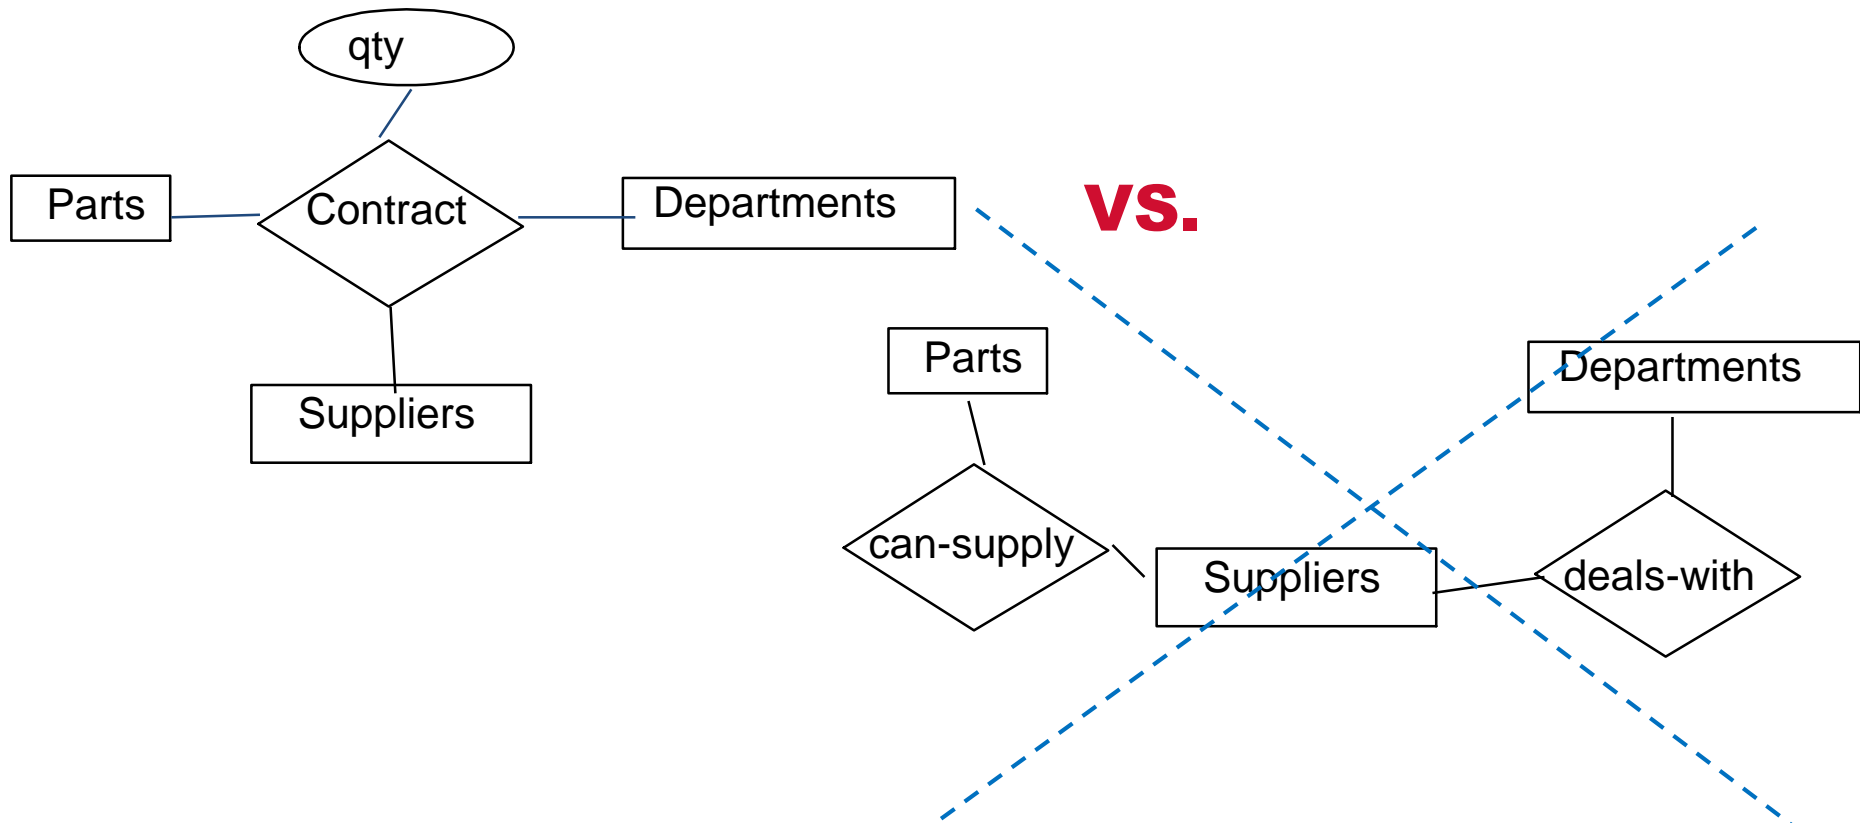 qty
Parts
Contract
Departments
vs.
Suppliers
Parts
Departments
can-supply
Suppliers
deals-with